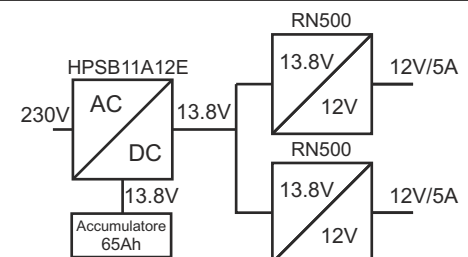 RN500
HPSB11A12E
230V
AC
DC
13.8V
13.8V
12V
12V/5A
13.8V
Accumulatore
65Ah
RN500
13.8V
12V
12V/5A